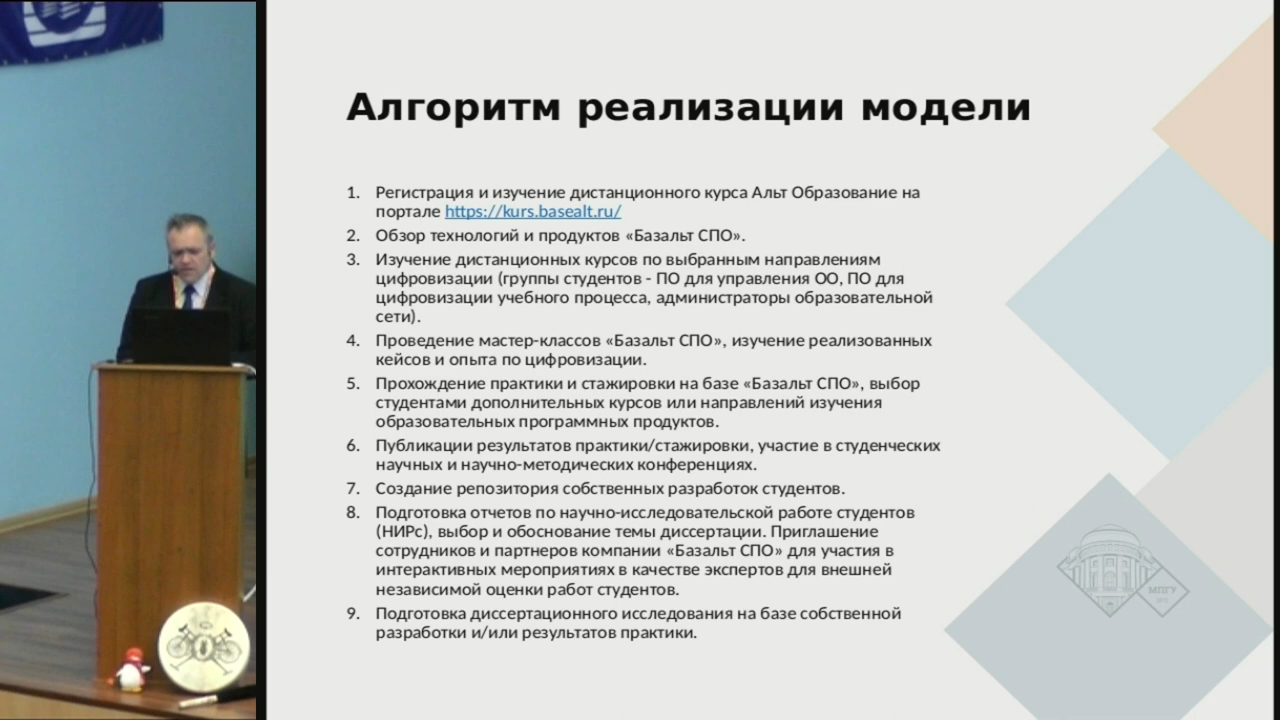 Алгоритм реализации модели
1. Регистрация и изучение дистанционного курса Альт Образование на
портале https://kurs.basealt.ru/
2. Обзор технологий и продуктов «Базальт СПО».
3. Изучение дистанционных курсов по выбранным направлениям
цифровизации (группы студентов - ПО для управления ОО, ПО для
цифровизации учебного процесса, администраторы образовательной
сети).
4. Проведение мастер-классов «Базальт СПО», изучение реализованных
кейсов и опыта по цифровизации.
5. Прохождение практики и стажировки на базе «Базальт СПО», выбор
студентами дополнительных курсов или направлений изучения
образовательных программных продуктов.
6. Публикации результатов практики/стажировки, участие в студенческих
научных и научно-методических конференциях.
7. Создание репозитория собственных разработок студентов.
8. Подготовка отчетов по научно-исследовательской работе студентов
(НИРс), выбор и обоснование темы диссертации. Приглашение
сотрудников и партнеров компании «Базальт СПО» для участия в
интерактивных мероприятиях в качестве экспертов для внешней
независимой оценки работ студентов.
9. Подготовка диссертационного исследования на базе собственной
разработки и/или результатов практики.
МПГУ